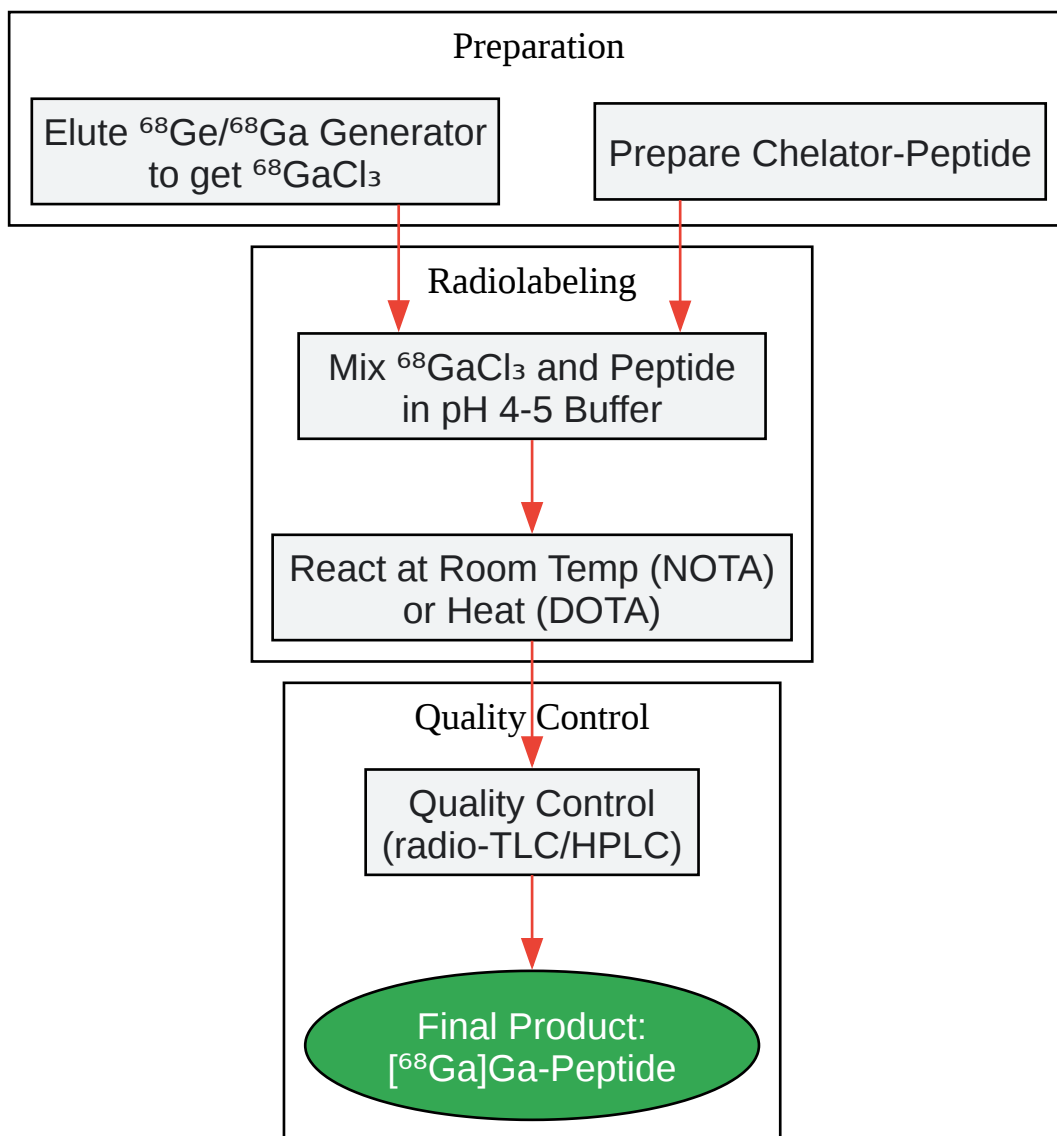 Preparation
Elute ⁶⁸Ge/⁶⁸Ga Generator
to get ⁶⁸GaCl₃
Prepare Chelator-Peptide
Radiolabeling
Mix ⁶⁸GaCl₃ and Peptide
in pH 4-5 Buffer
React at Room Temp (NOTA)
or Heat (DOTA)
Quality Control
Quality Control
(radio-TLC/HPLC)
Final Product:
[⁶⁸Ga]Ga-Peptide